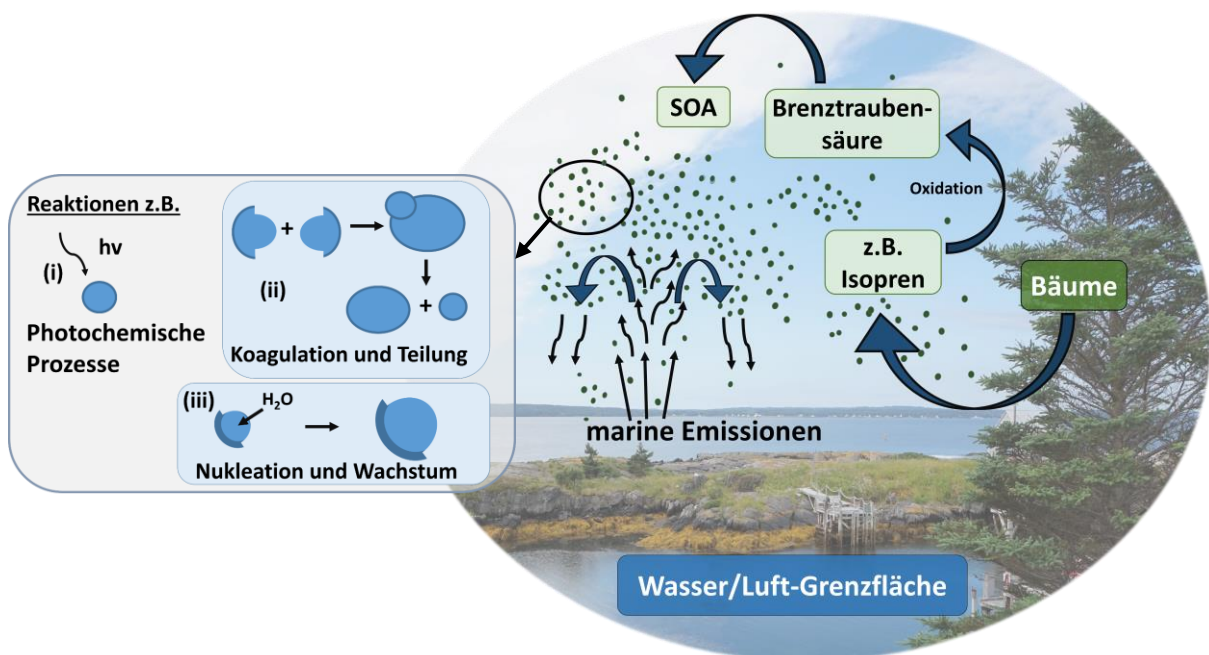 Reaktionen z.B.
hv
(i)
Photochemische
Prozesse
+
(ii)
+
Koagulation und Teilung
(iii)
H₂O
Nukleation und Wachstum
SOA
Brenztrauben-
säure
Oxidation
z.B.
Isopren
Bäume
marine Emissionen
Wasser/Luft-Grenzfläche